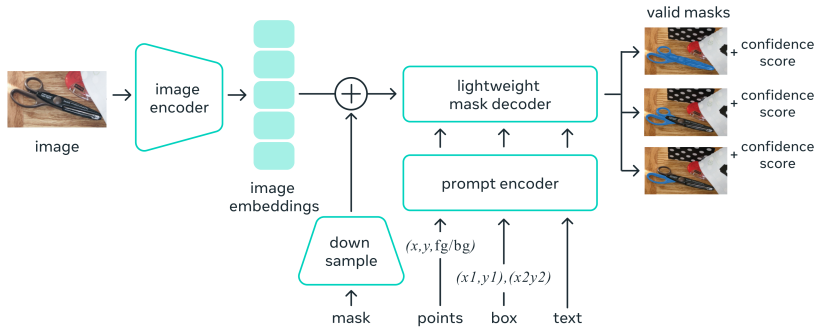 valid masks
image
encoder
lightweight
mask decoder
+ confidence
score
+ confidence
score
+ confidence
score
image
image
embeddings
prompt encoder
down
sample
(x,y,fg/bg)
(x1,y1),(x2y2)
mask
points
box
text